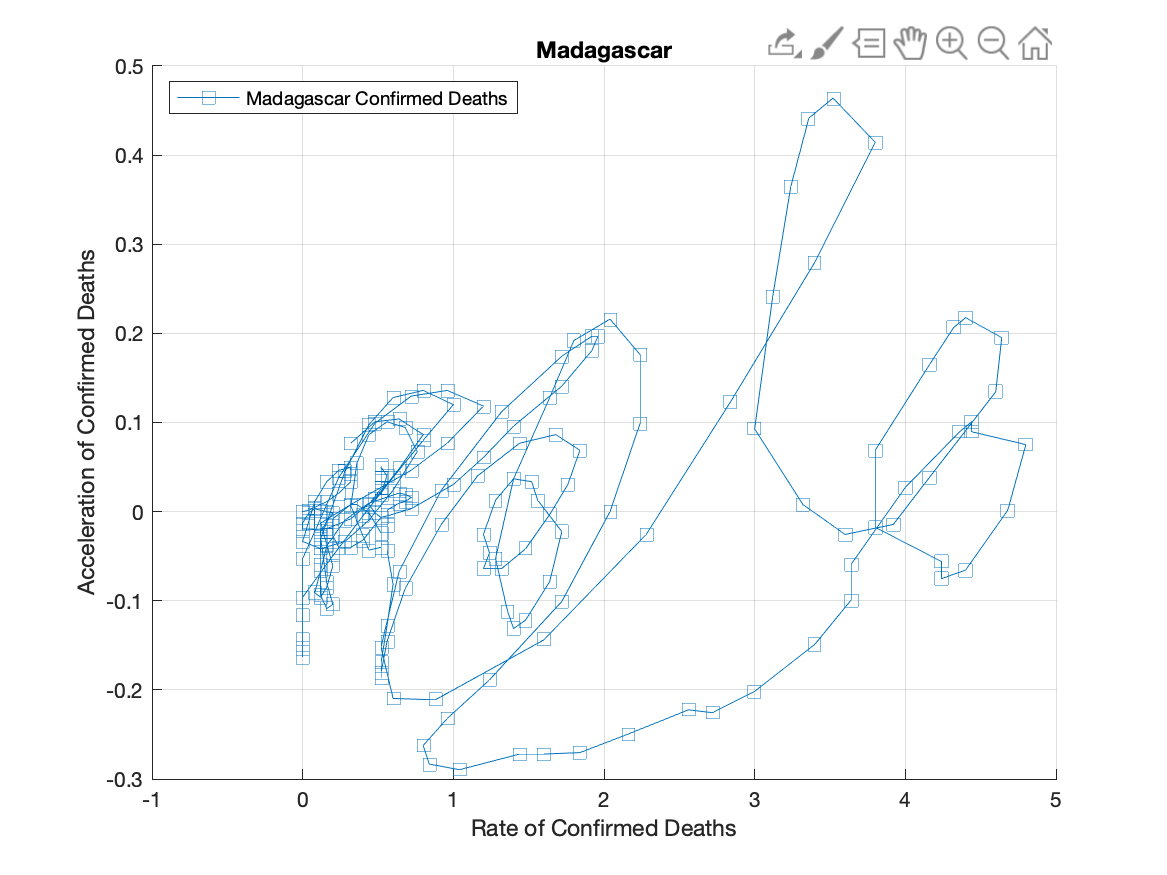 Madagascar
Madagascar Confirmed Deaths
0.5
0.4
0.3
0.2
0.1
0
-0.1
-0.2
-0.3
Acceleration of Confirmed Deaths
-1 0 1 2 3 4 5
Rate of Confirmed Deaths